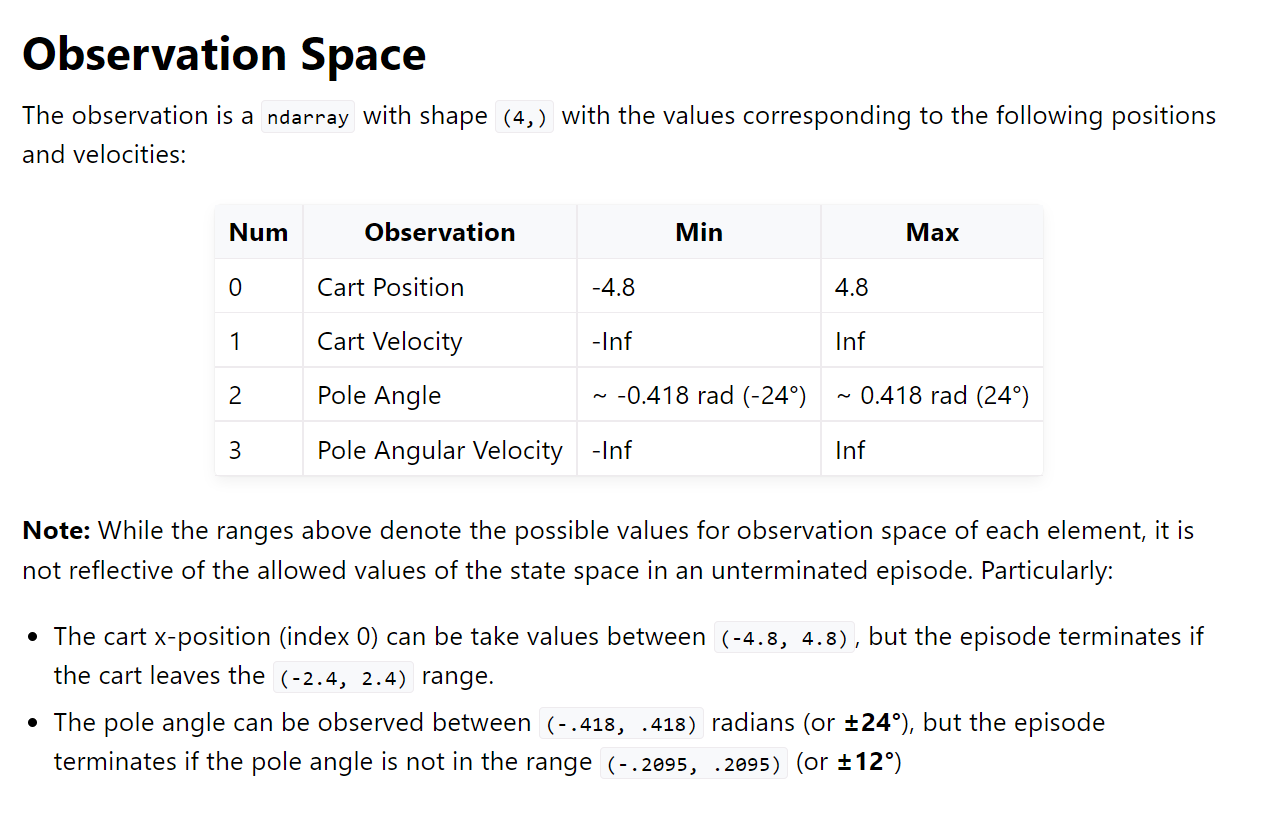 Observation Space
The observation is a ndarray with shape (4,) with the values corresponding to the following positions
and velocities:
Num Observation Min Max
0 Cart Position -4.8 4.8
1 Cart Velocity -Inf Inf
2 Pole Angle ~ -0.418 rad (-24°) ~ 0.418 rad (24°)
3 Pole Angular Velocity -Inf Inf
Note: While the ranges above denote the possible values for observation space of each element, it is
not reflective of the allowed values of the state space in an unterminated episode. Particularly:
• The cart x-position (index 0) can be take values between (-4.8, 4.8), but the episode terminates if
the cart leaves the (-2.4, 2.4) range.
• The pole angle can be observed between (-.418, .418) radians (or ±24°), but the episode
terminates if the pole angle is not in the range (-.2095, .2095) (or ±12°)